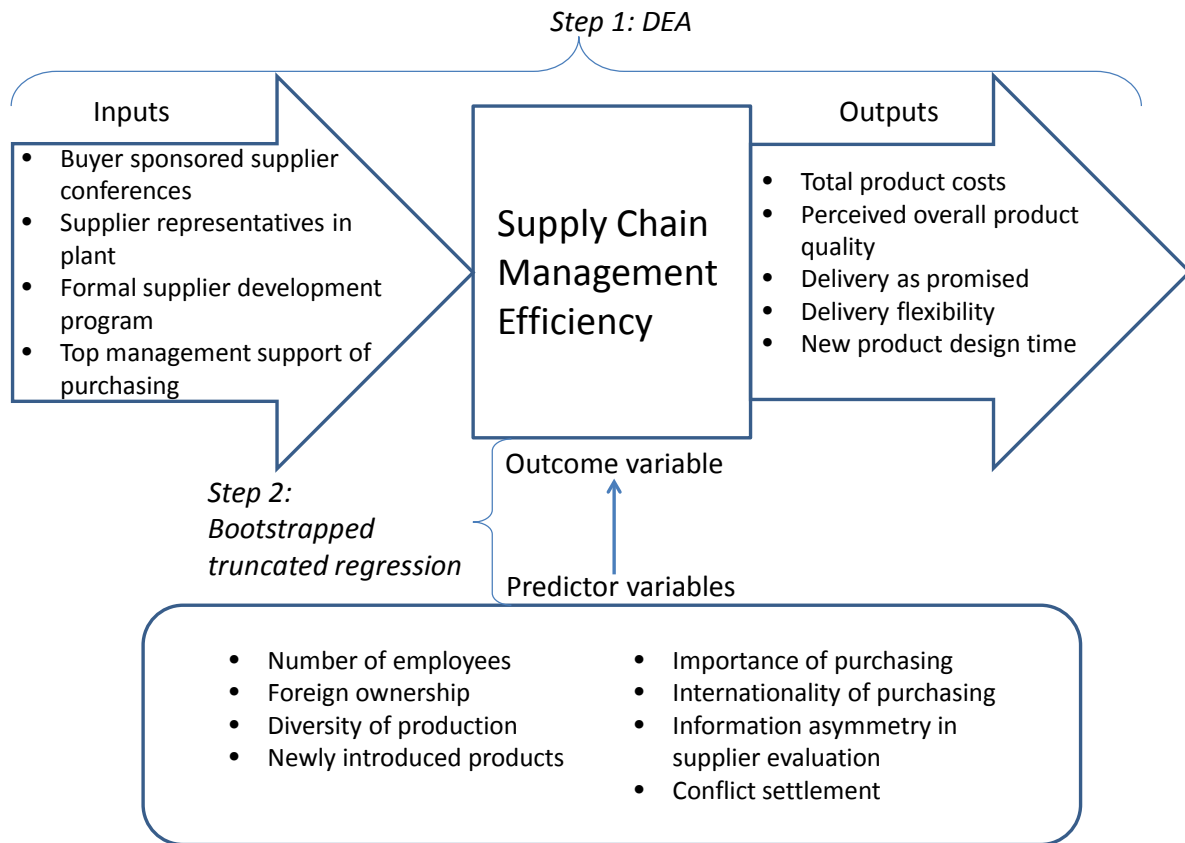 Step 1: DEA
Inputs
• Buyer sponsored supplier
conferences
• Supplier representatives in
plant
• Formal supplier development
program
• Top management support of
purchasing
Supply Chain
Management
Efficiency
Outputs
• Total product costs
• Perceived overall product
quality
• Delivery as promised
• Delivery flexibility
• New product design time
Outcome variable
Step 2:
Bootstrapped
truncated regression
Predictor variables
• Number of employees
• Foreign ownership
• Diversity of production
• Newly introduced products
• Importance of purchasing
• Internationality of purchasing
• Information asymmetry in
supplier evaluation
• Conflict settlement